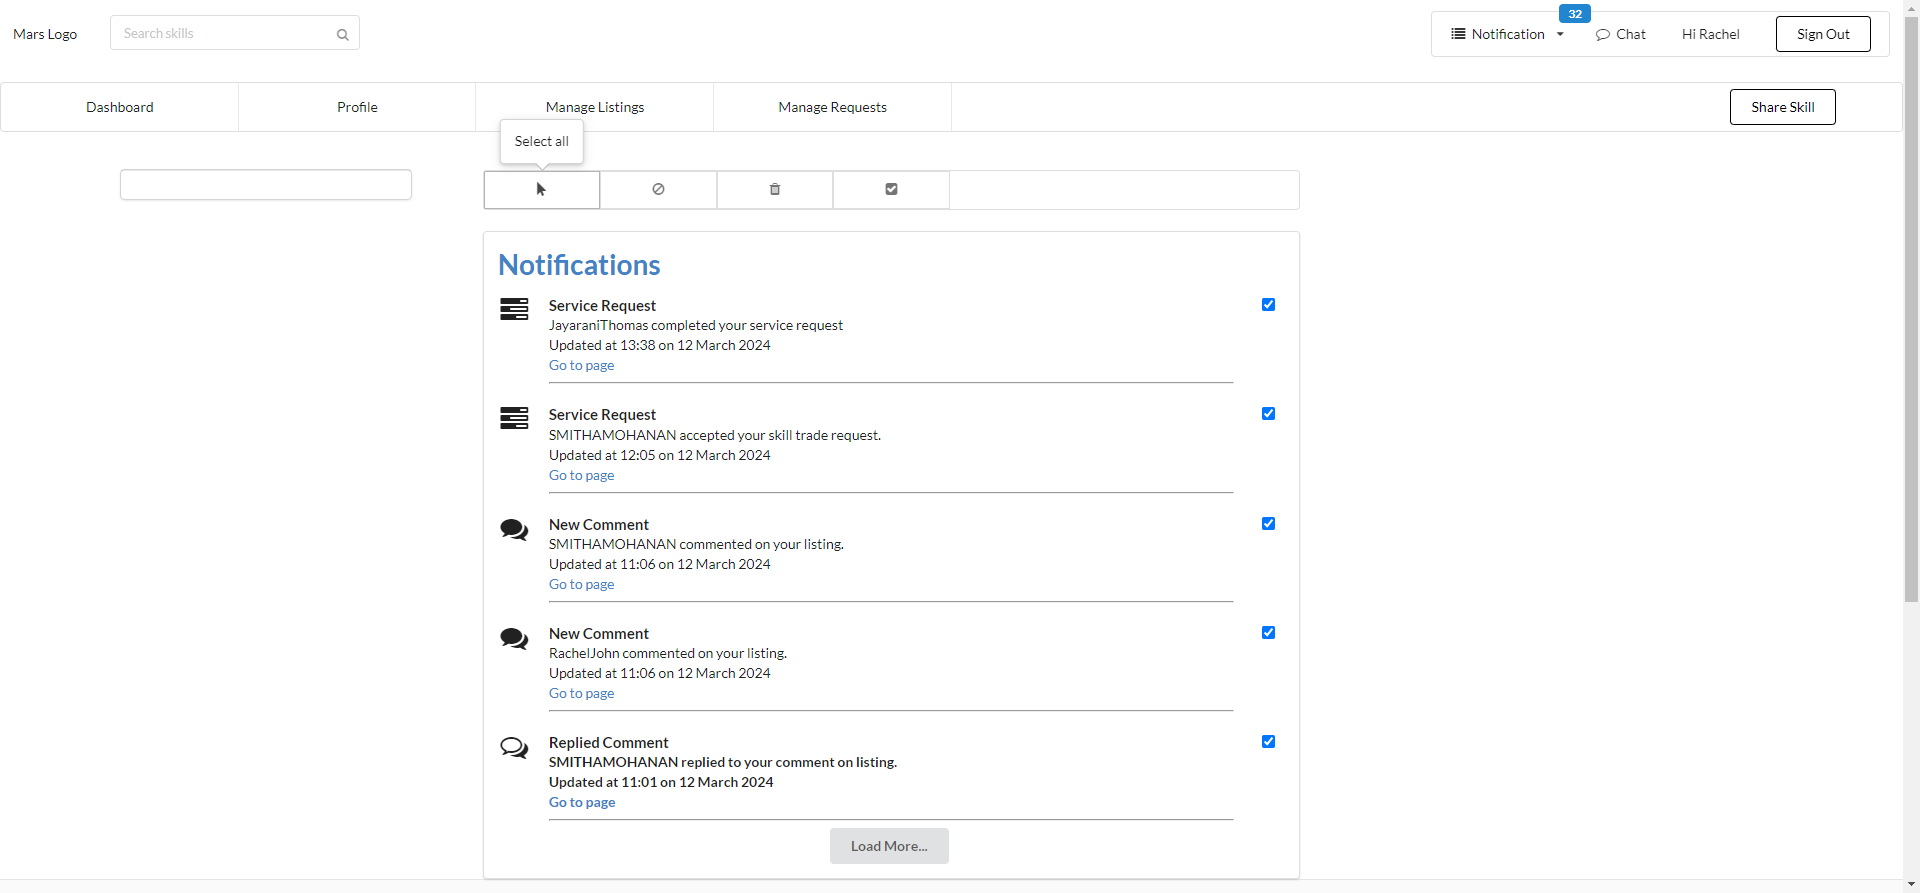 Mars Logo
Search skills
32
Notification
Chat
Hi Rachel
Sign Out
Dashboard
Profile
Manage Listings
Manage Requests
Share Skill
Select all
Notifications
Service Request
JayaraniThomas completed your service request
Updated at 13:38 on 12 March 2024
Go to page
Service Request
SMITHAMOHANAN accepted your skill trade request.
Updated at 12:05 on 12 March 2024
Go to page
New Comment
SMITHAMOHANAN commented on your listing.
Updated at 11:06 on 12 March 2024
Go to page
New Comment
RachelJohn commented on your listing.
Updated at 11:06 on 12 March 2024
Go to page
Replied Comment
SMITHAMOHANAN replied to your comment on listing.
Updated at 11:01 on 12 March 2024
Go to page
Load More...